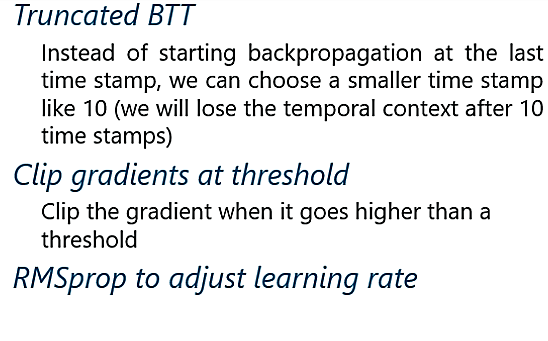 Truncated BTT
Instead of starting backpropagation at the last
time stamp, we can choose a smaller time stamp
like 10 (we will lose the temporal context after 10
time stamps)
Clip gradients at threshold
Clip the gradient when it goes higher than a
threshold
RMSprop to adjust learning rate